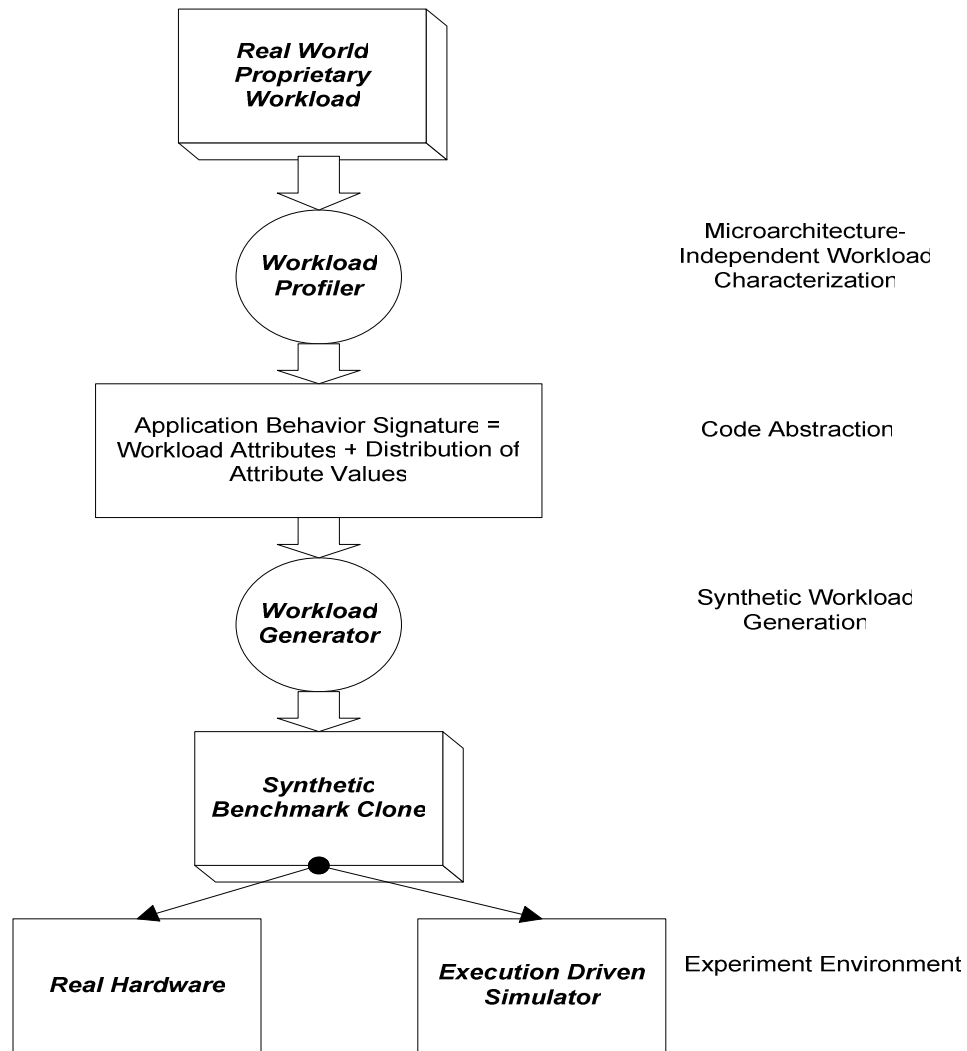 Real World
Proprietary
Workload
Workload
Profiler
Microarchitecture-
Independent Workload
Characterization
Application Behavior Signature =
Workload Attributes + Distribution of
Attribute Values
Code Abstraction
Workload
Generator
Synthetic Workload
Generation
Synthetic
Benchmark Clone
Real Hardware
Execution Driven
Simulator
Experiment Environment